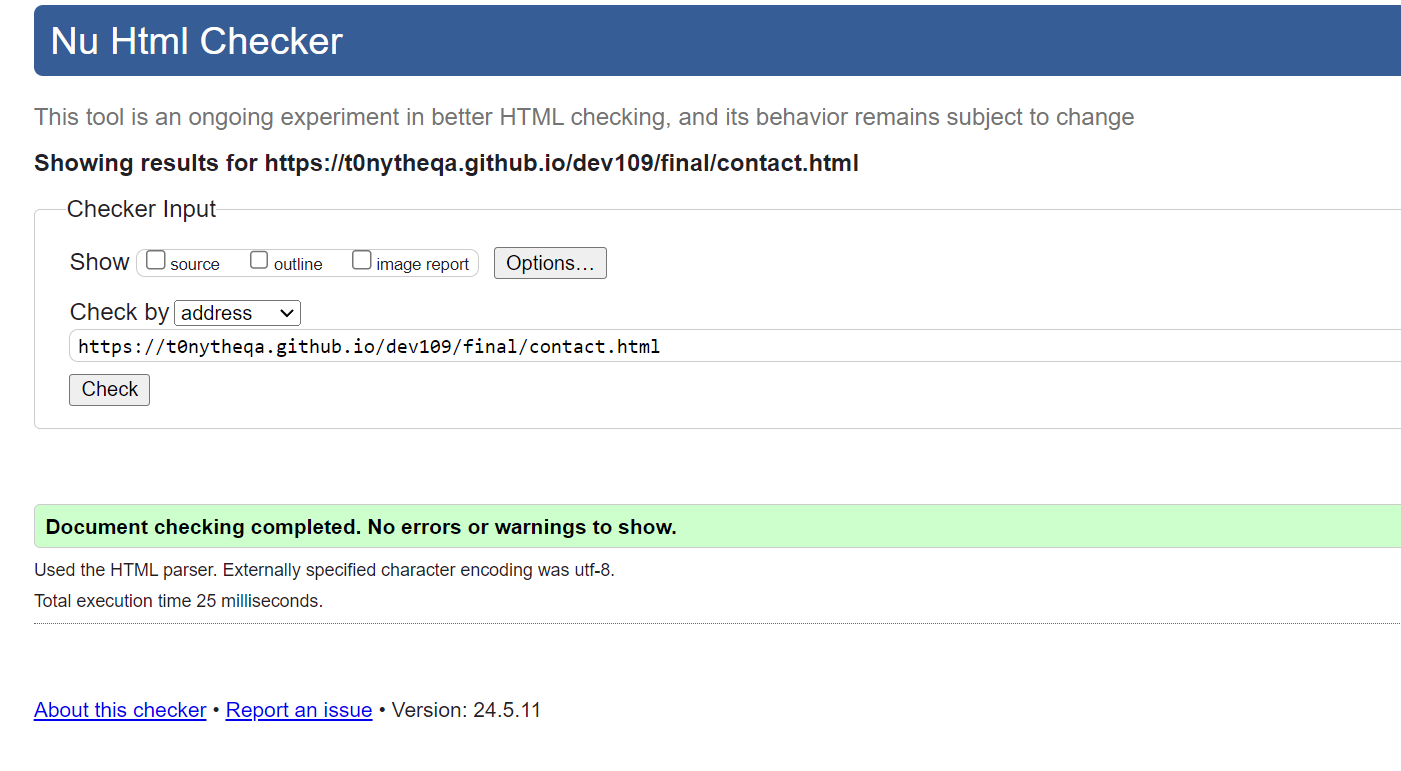 Nu Html Checker
This tool is an ongoing experiment in better HTML checking, and its behavior remains subject to change
Showing results for https://t0nytheqa.github.io/dev109/final/contact.html
Checker Input
Show source outline image report Options…
Check by address
https://t0nytheqa.github.io/dev109/final/contact.html
Check
Document checking completed. No errors or warnings to show.
Used the HTML parser. Externally specified character encoding was utf-8.
Total execution time 25 milliseconds.
About this checker • Report an issue • Version: 24.5.11